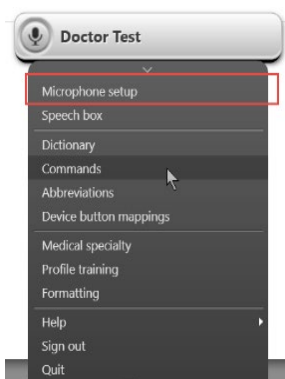 Doctor Test
Microphone setup
Speech box
Dictionary
Commands
Abbreviations
Device button mappings
Medical specialty
Profile training
Formatting
Help
Sign out
Quit